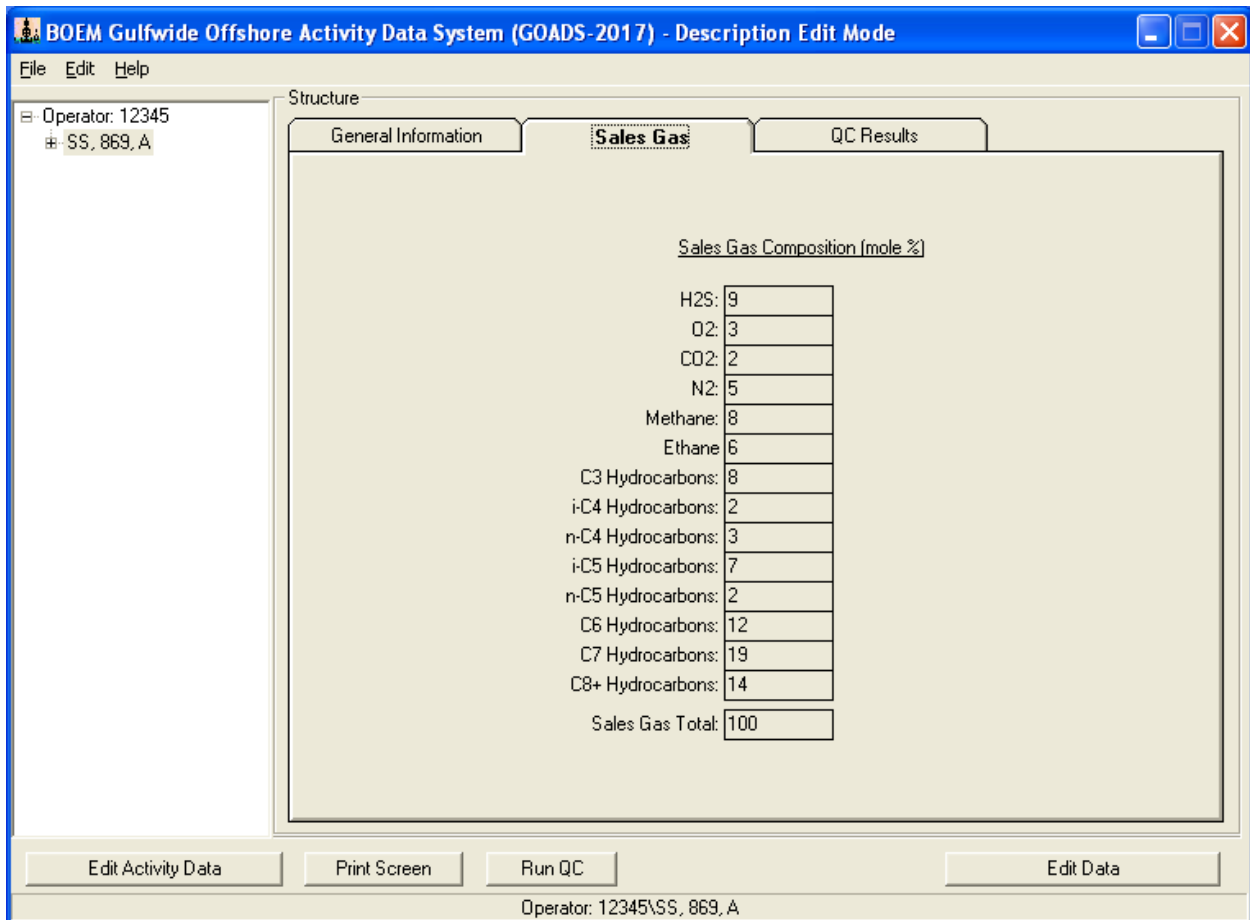 BOEM Gulfwide Offshore Activity Data System (GOADS-2017) - Description Edit Mode
File Edit Help
Operator: 12345
SS, 869, A
Structure
General Information Sales Gas QC Results
Sales Gas Composition (mole %)
H2S: 9
O2: 3
CO2: 2
N2: 5
Methane: 8
Ethane 6
C3 Hydrocarbons: 8
i-C4 Hydrocarbons: 2
n-C4 Hydrocarbons: 3
i-C5 Hydrocarbons: 7
n-C5 Hydrocarbons: 2
C6 Hydrocarbons: 12
C7 Hydrocarbons: 19
C8+ Hydrocarbons: 14
Sales Gas Total: 100
Edit Activity Data Print Screen Run QC Edit Data
Operator: 12345\SS, 869, A